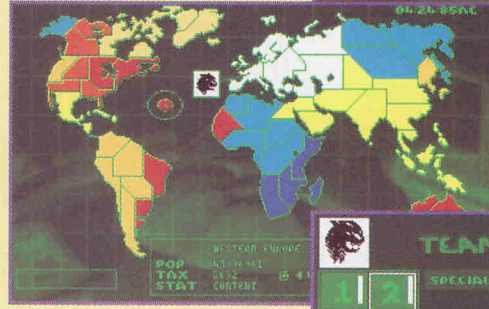 04:24:85AC
WESTERN EUROPE
POP
TAX
STAT CONTENT
TEAM
1 2 SPECIAL